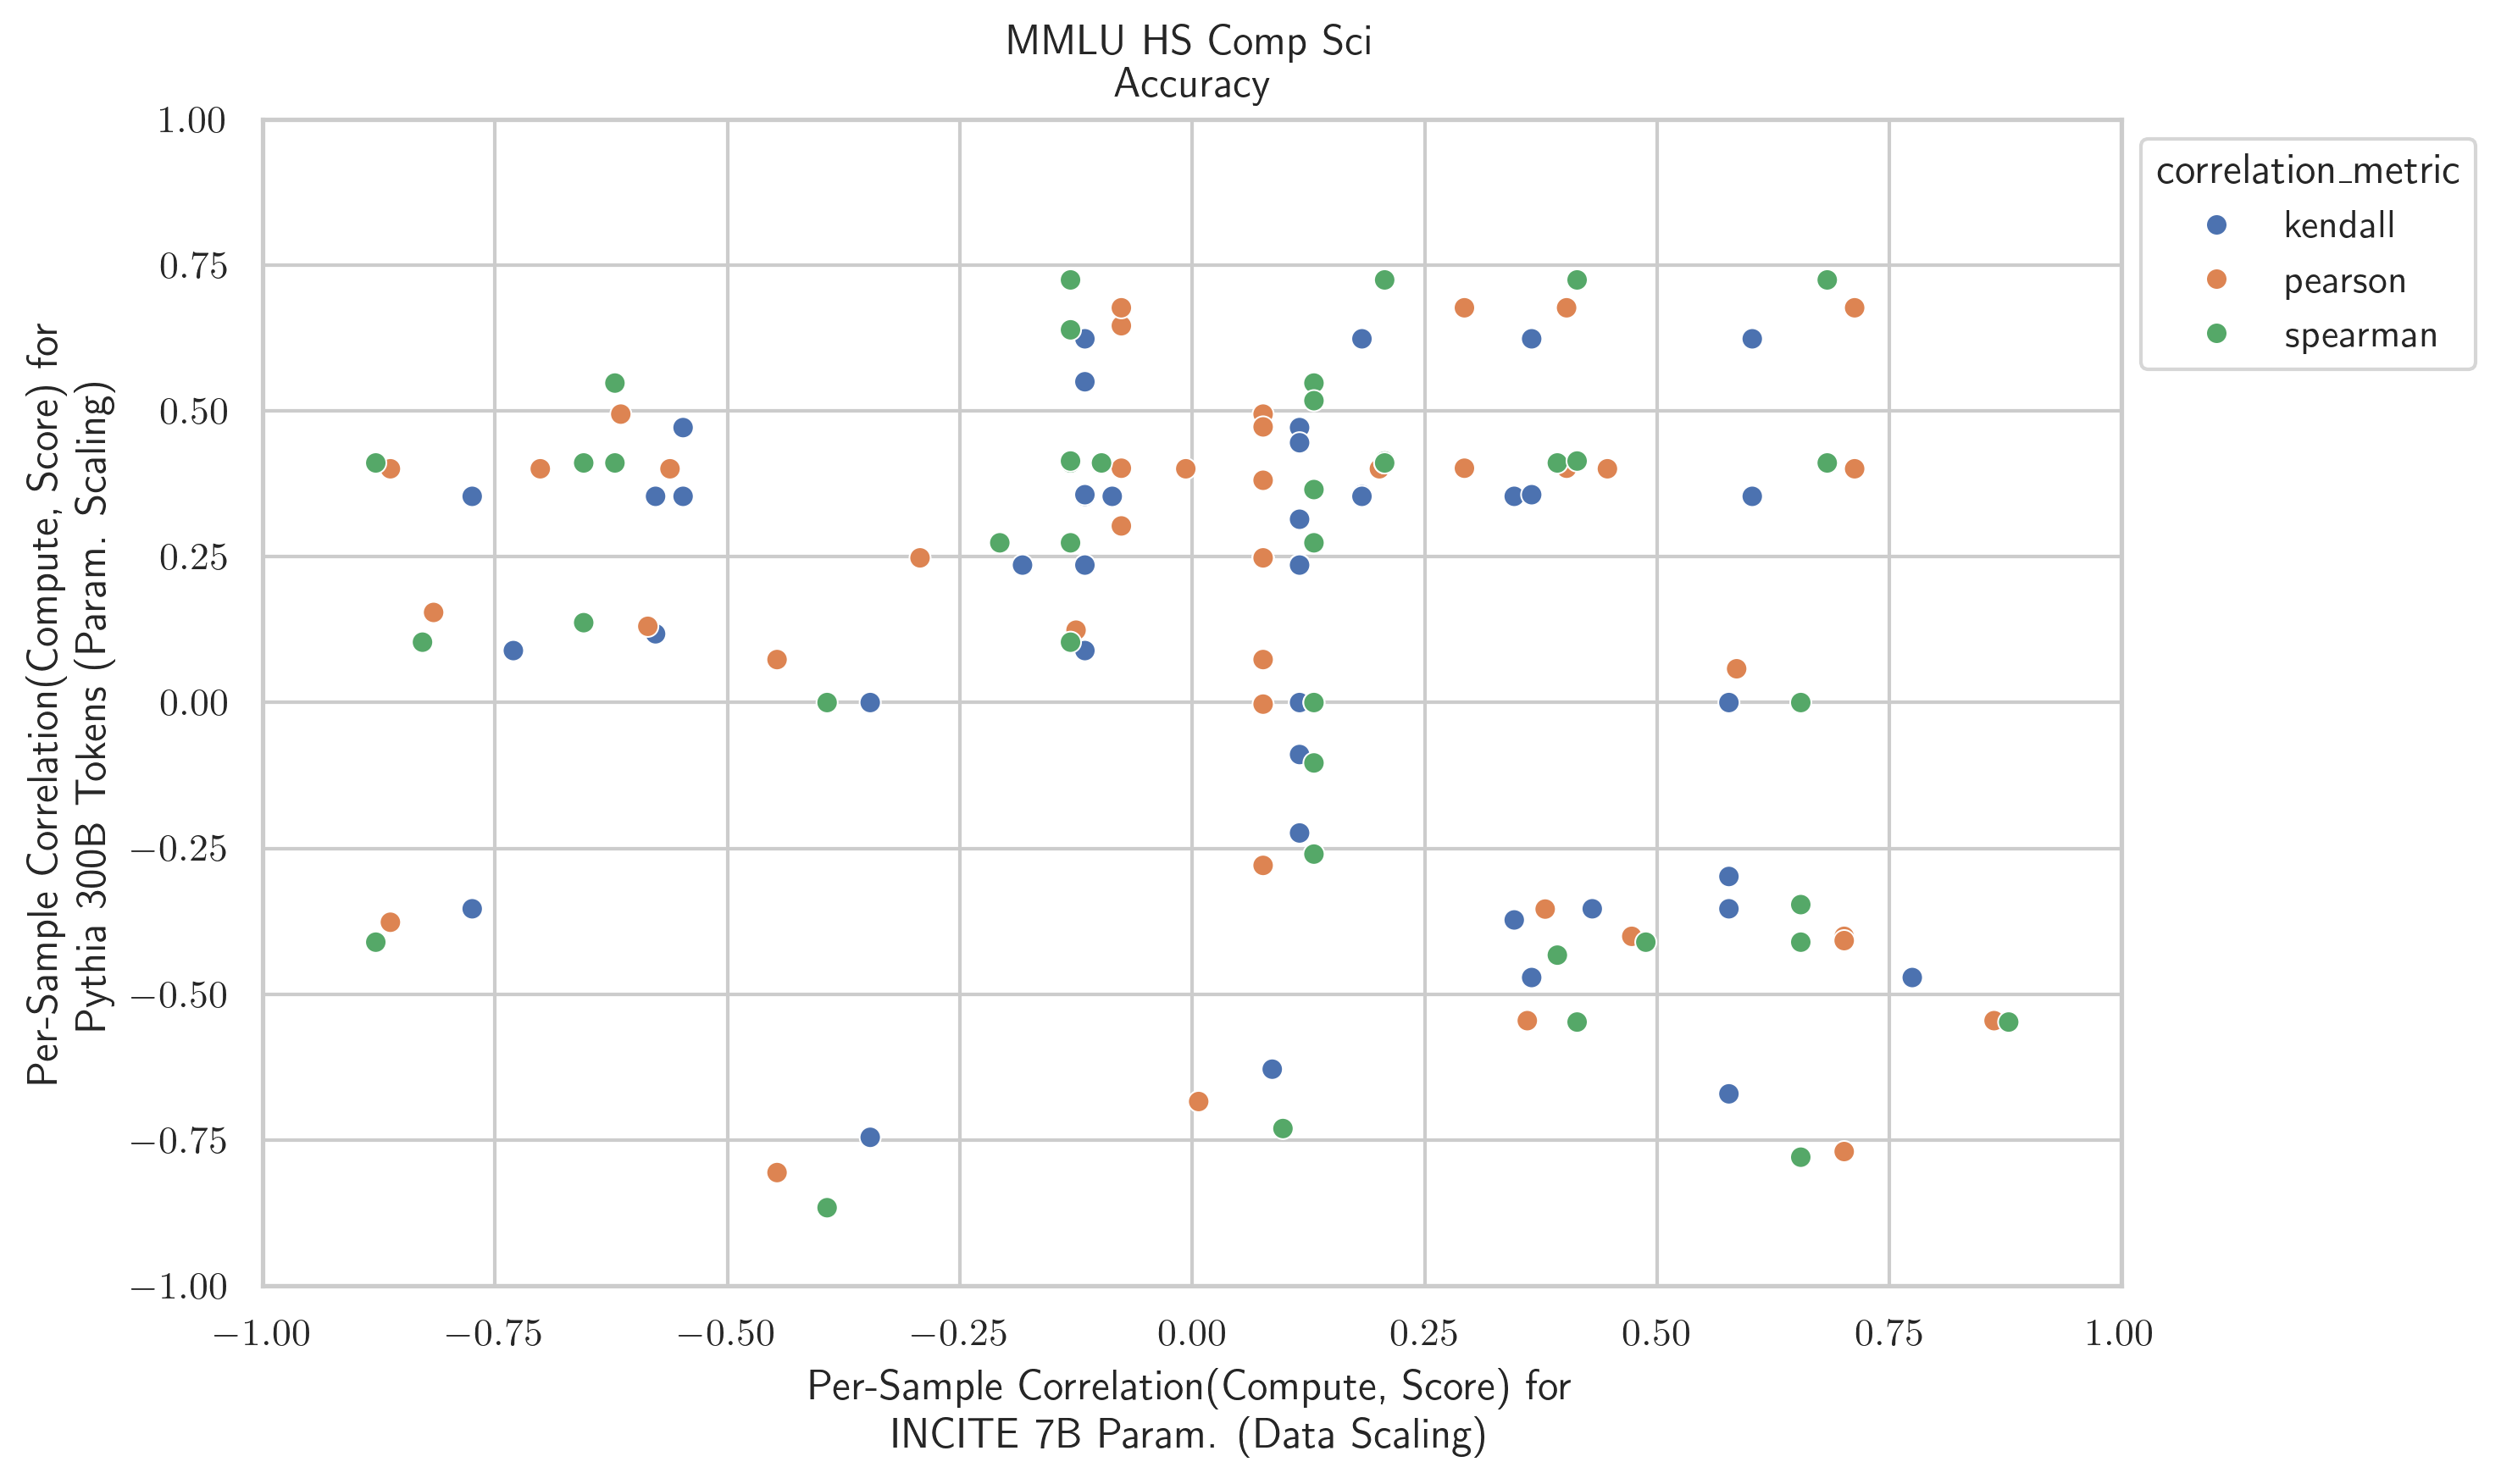 MMLU HS Comp Sci
Accuracy
Per-Sample Correlation(Compute, Score) for
Pythia 300B Tokens (Param. Scaling)
1.00
0.75
0.50
0.25
0.00
−0.25
−0.50
−0.75
−1.00
−1.00 −0.75 −0.50 −0.25 0.00 0.25 0.50 0.75 1.00
Per-Sample Correlation(Compute, Score) for
INCITE 7B Param. (Data Scaling)
correlation_metric
kendall
pearson
spearman